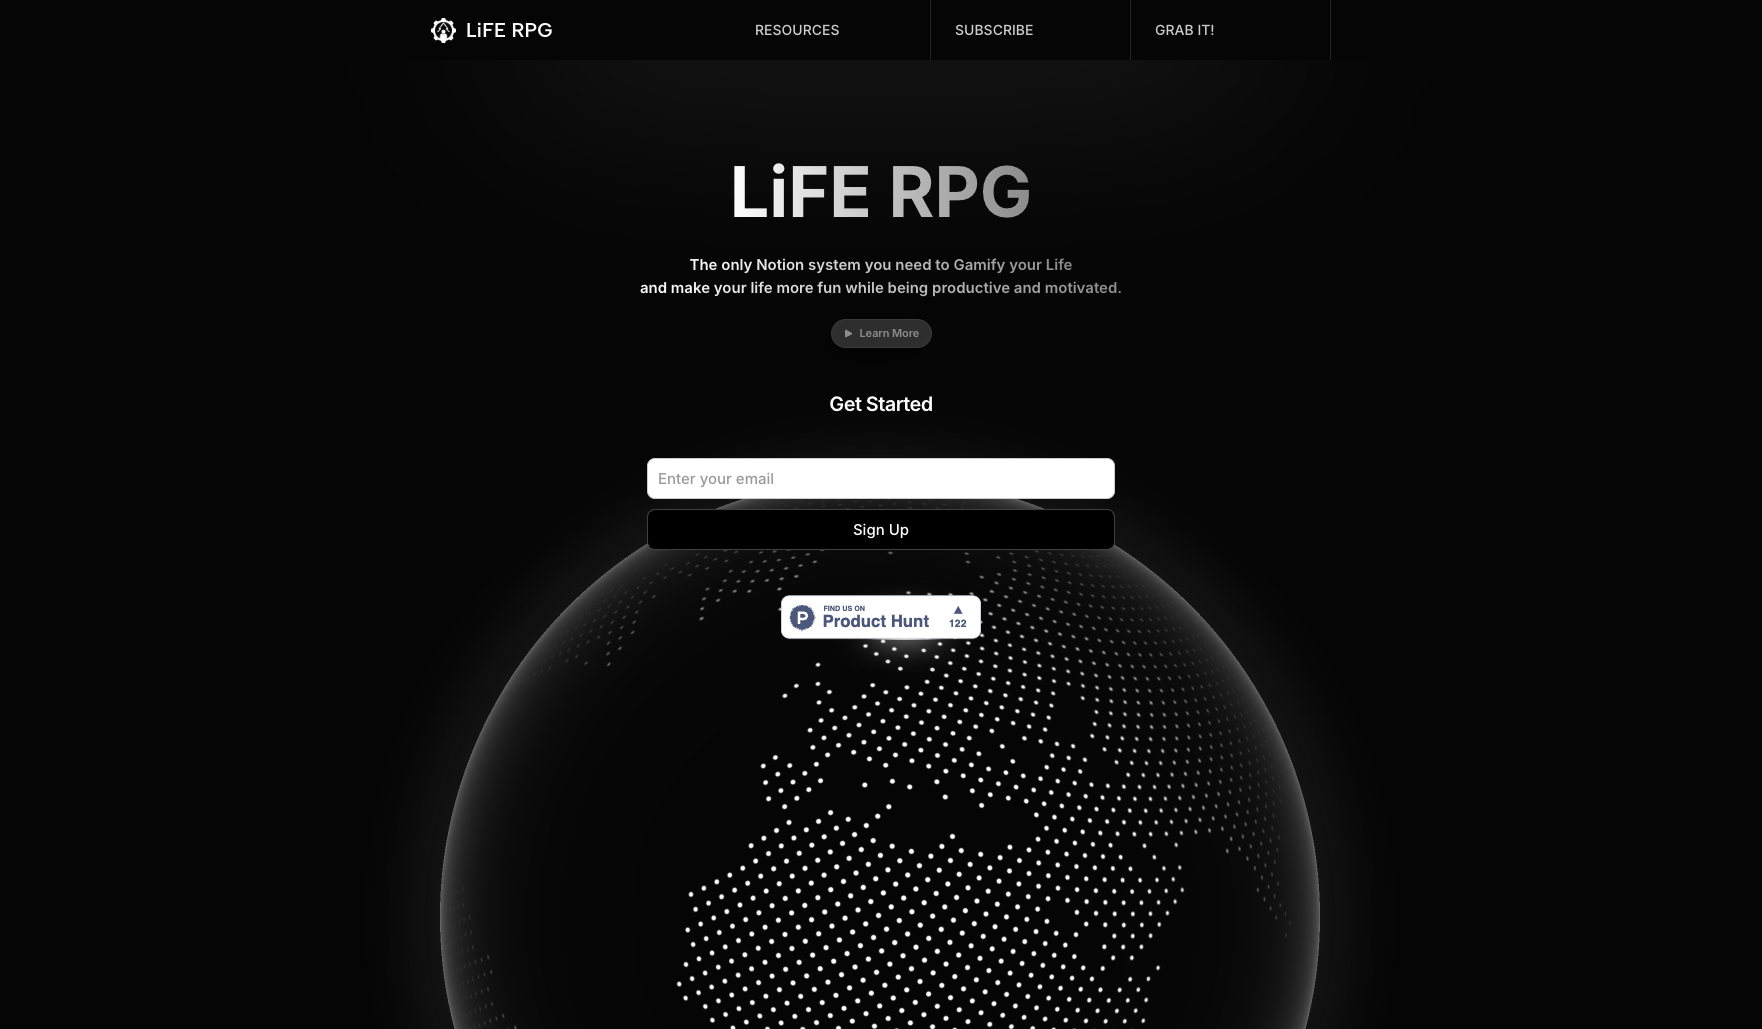 LiFE RPG
RESOURCES
SUBSCRIBE
GRAB IT!
LiFE RPG
The only Notion system you need to Gamify your Life
and make your life more fun while being productive and motivated.
Learn More
Get Started
Enter your email
Sign Up
P
FIND US ON
Product Hunt
122